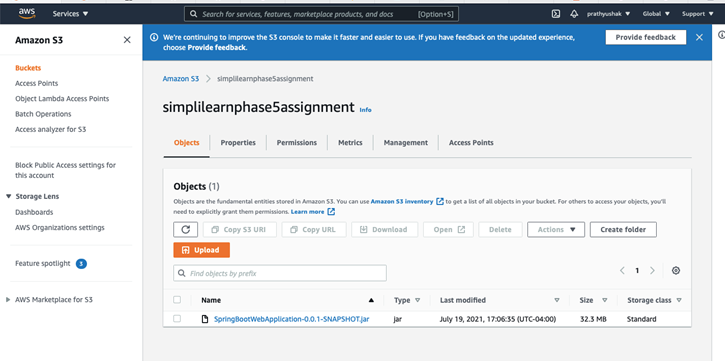 aws
Services
Search for services, features, marketplace products, and docs
[Option+S]
prathyushak
Global
Support
Amazon S3
We're continuing to improve the S3 console to make it faster and easier to use. If you have feedback on the updated experience,
choose Provide feedback.
Provide feedback
Buckets
Access Points
Object Lambda Access Points
Batch Operations
Access analyzer for S3
Block Public Access settings for
this account
Storage Lens
Dashboards
AWS Organizations settings
Feature spotlight 3
AWS Marketplace for S3
Amazon S3
simplilearnphase5assignment
simplilearnphase5assignment Info
Objects
Properties
Permissions
Metrics
Management
Access Points
Objects (1)
Objects are the fundamental entities stored in Amazon S3. You can use Amazon S3 inventory to get a list of all objects in your bucket. For others to access your objects, you'll
need to explicitly grant them permissions. Learn more
Copy S3 URI
Copy URL
Download
Open
Delete
Actions
Create folder
Upload
Find objects by prefix
1
Name
Type
Last modified
Size
Storage class
SpringBootWebApplication-0.0.1-SNAPSHOT.jar
jar
July 19, 2021, 17:06:35 (UTC-04:00)
32.3 MB
Standard